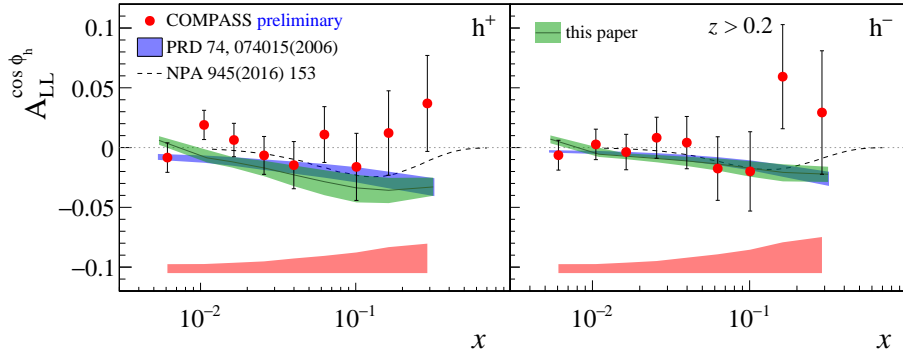 A_LL^cos ϕ_h
0.1
0.05
0
−0.05
−0.1
COMPASS preliminary
PRD 74, 074015(2006)
NPA 945(2016) 153
h⁺
this paper
z > 0.2
h⁻
10⁻² 10⁻¹ x
10⁻² 10⁻¹ x